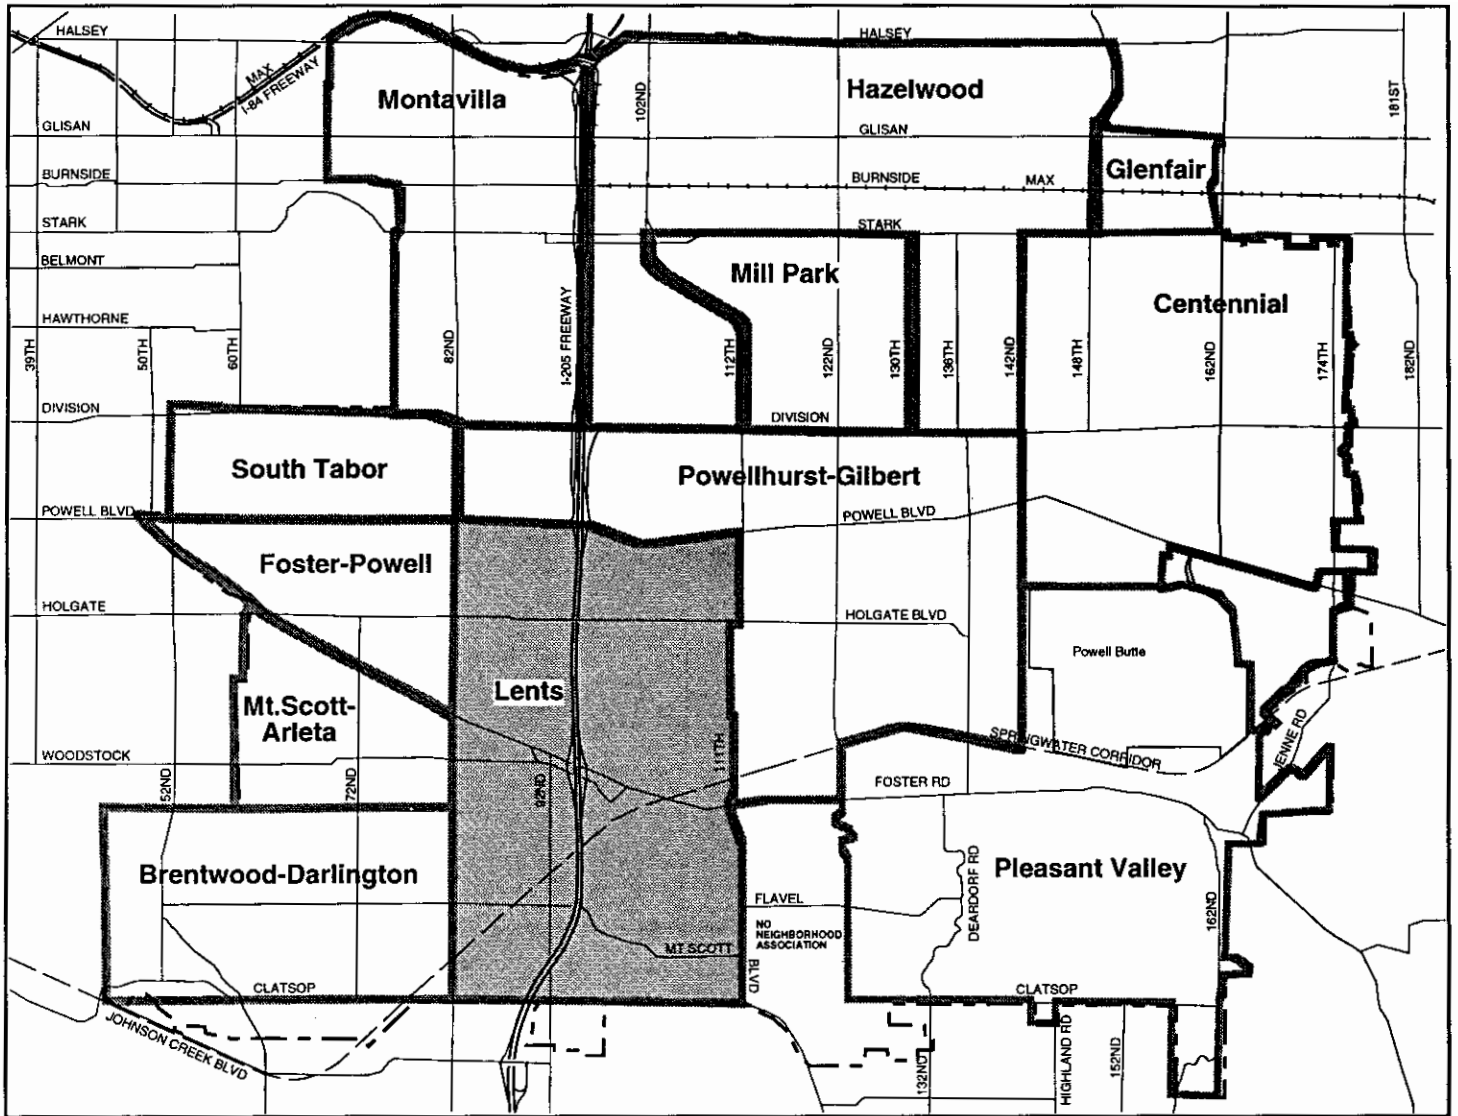 HALSEY
HALSEY
MAX
I-84 FREEWAY
Montavilla
Hazelwood
102ND
181ST
GLISAN
GLISAN
Glenfair
BURNSIDE
BURNSIDE
MAX
STARK
STARK
BELMONT
Mill Park
Centennial
HAWTHORNE
39TH
50TH
60TH
82ND
I-205 FREEWAY
112TH
122ND
130TH
136TH
142ND
148TH
162ND
174TH
182ND
DIVISION
DIVISION
South Tabor
Powellhurst-Gilbert
POWELL BLVD
POWELL BLVD
Foster-Powell
HOLGATE
HOLGATE BLVD
Powell Butte
Lents
Mt.Scott-
Arleta
WOODSTOCK
52ND
72ND
92ND
111TH
SPRINGWATER CORRIDOR
JENNE RD
FOSTER RD
Brentwood-Darlington
Pleasant Valley
DEARDORF RD
162ND
FLAVEL
NO
NEIGHBORHOOD
ASSOCIATION
MT SCOTT
BLVD
CLATSOP
CLATSOP
JOHNSON CREEK BLVD
132ND
HIGHLAND RD
152ND